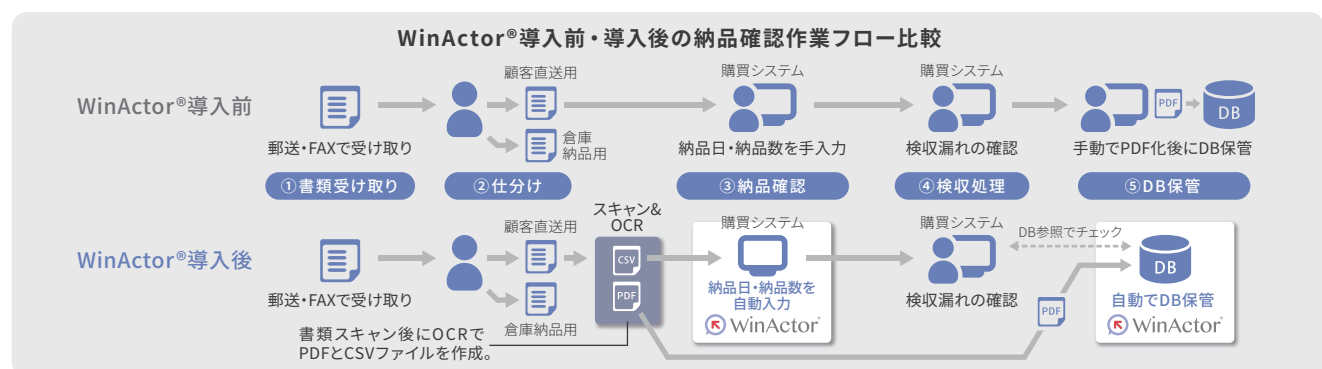 WinActor®導入前・導入後の納品確認作業フロー比較
WinActor®導入前
郵送・FAXで受け取り
顧客直送用
倉庫
納品用
購買システム
納品日・納品数を手入力
購買システム
検収漏れの確認
PDF
DB
手動でPDF化後にDB保管
①書類受け取り
②仕分け
③納品確認
④検収処理
⑤DB保管
WinActor®導入後
郵送・FAXで受け取り
顧客直送用
倉庫納品用
スキャン&
OCR
CSV
PDF
書類スキャン後にOCRで
PDFとCSVファイルを作成。
購買システム
納品日・納品数を
自動入力
WinActor®
購買システム
検収漏れの確認
DB参照でチェック
PDF
DB
自動でDB保管
WinActor®